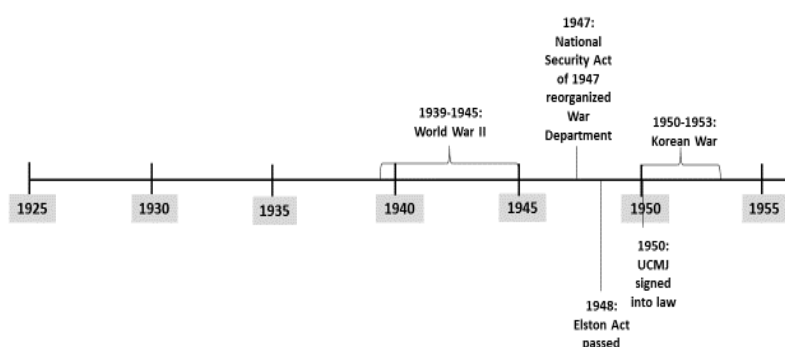 1947:
National
Security Act
of 1947
reorganized
War
Department
1939-1945:
World War II
1950-1953:
Korean War
1925
1930
1935
1940
1945
1950
1955
1950:
UCMJ
signed
into law
1948:
Elston Act
passed